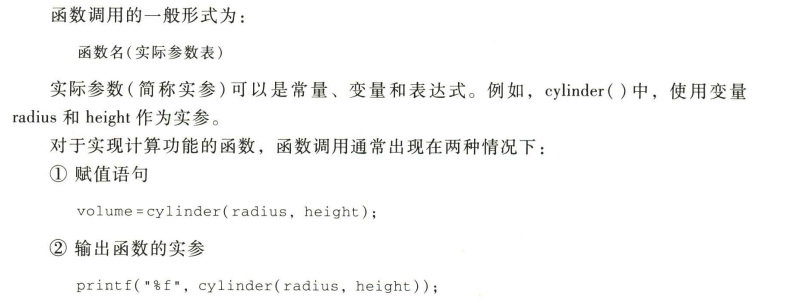 函数调用的一般形式为：
函数名(实际参数表)
实际参数(简称实参)可以是常量、变量和表达式。例如，cylinder( )中，使用变量
radius 和 height 作为实参。
对于实现计算功能的函数，函数调用通常出现在两种情况下：
① 赋值语句
volume=cylinder(radius, height);
② 输出函数的实参
printf("%f", cylinder(radius, height));